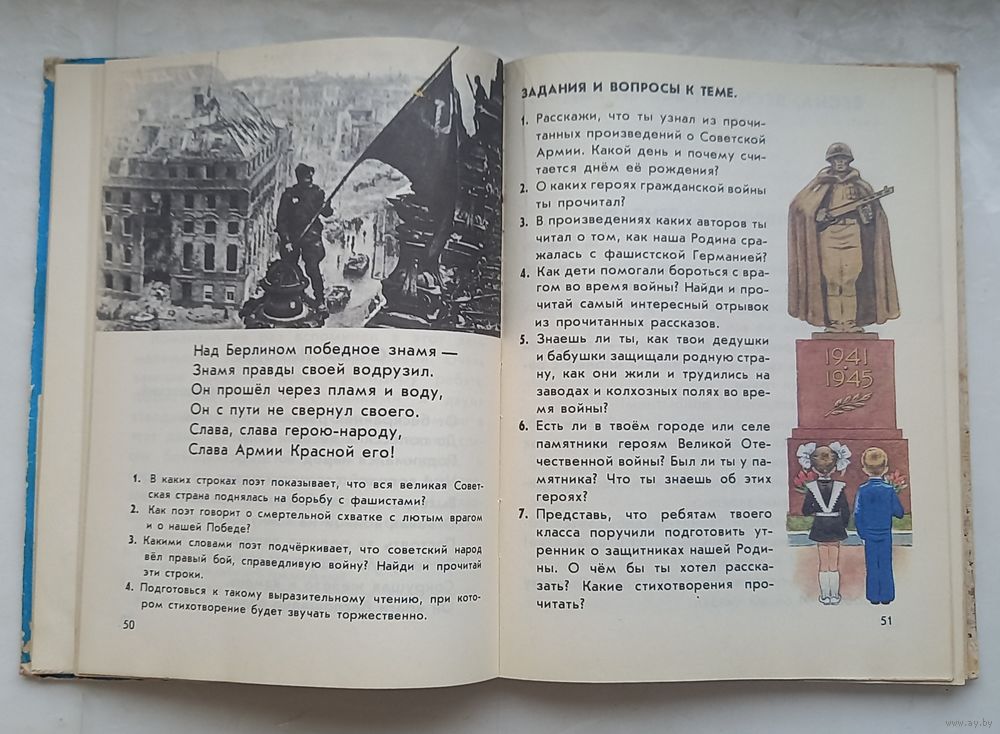 Над Берлином победное знамя —
Знамя правды своей водрузил.
Он прошёл через пламя и воду,
Он с пути не свернул своего.
Слава, слава герою-народу,
Слава Армии Красной его!
1. В каких строках поэт показывает, что вся великая Совет-
ская страна поднялась на борьбу с фашистами?
2. Как поэт говорит о смертельной схватке с лютым врагом
и о нашей Победе?
3. Какими словами поэт подчёркивает, что советский народ
вёл правый бой, справедливую войну? Найди и прочитай
эти строки.
4. Подготовься к такому выразительному чтению, при кото-
ром стихотворение будет звучать торжественно.
50
ЗАДАНИЯ И ВОПРОСЫ К ТЕМЕ.
1. Расскажи, что ты узнал из прочи-
танных произведений о Советской
Армии. Какой день и почему счи-
тается днём её рождения?
2. О каких героях гражданской войны
ты прочитал?
3. В произведениях каких авторов ты
читал о том, как наша Родина сра-
жалась с фашистской Германией?
4. Как дети помогали бороться с вра-
гом во время войны? Найди и про-
читай самый интересный отрывок
из прочитанных рассказов.
5. Знаешь ли ты, как твои дедушки
и бабушки защищали родную стра-
ну, как они жили и трудились на
заводах и колхозных полях во вре-
мя войны?
6. Есть ли в твоём городе или селе
памятники героям Великой Отече-
ственной войны? Был ли ты у па-
мятника? Что ты знаешь об этих
героях?
7. Представь, что ребятам твоего
класса поручили подготовить ут-
ренник о защитниках нашей Роди-
ны. О чём бы ты хотел расска-
зать? Какие стихотворения про-
читать?
1941
1945
51
www.ay.by